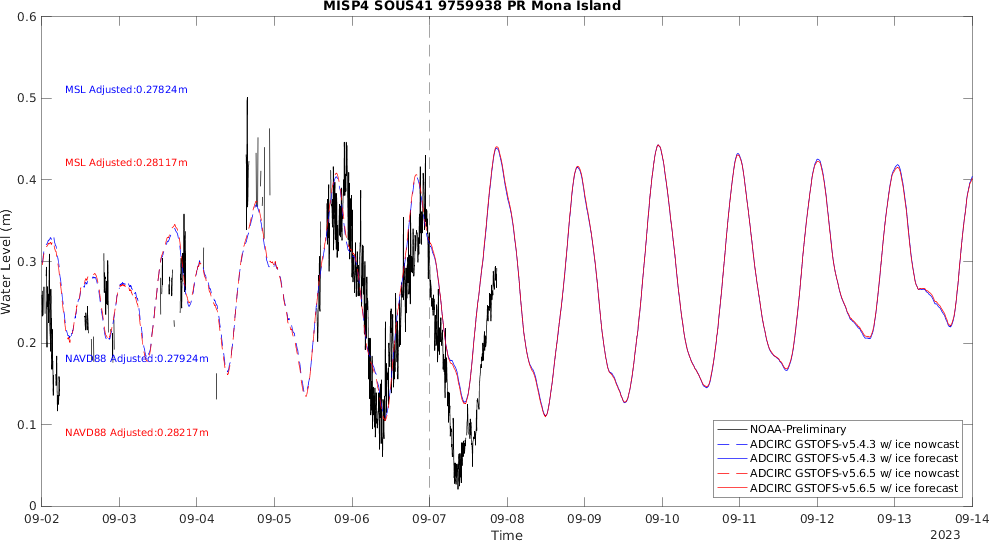 MISP4 SOUS41 9759938 PR Mona Island
0.6
0.5
0.4
0.3
0.2
0.1
0
Water Level (m)
MSL Adjusted:0.27824m
MSL Adjusted:0.28117m
NAVD88 Adjusted:0.27924m
NAVD88 Adjusted:0.28217m
NOAA-Preliminary
ADCIRC GSTOFS-v5.4.3 w/ ice nowcast
ADCIRC GSTOFS-v5.4.3 w/ ice forecast
ADCIRC GSTOFS-v5.6.5 w/ ice nowcast
ADCIRC GSTOFS-v5.6.5 w/ ice forecast
09-02 09-03 09-04 09-05 09-06 09-07 09-08 09-09 09-10 09-11 09-12 09-13 09-14
Time
2023